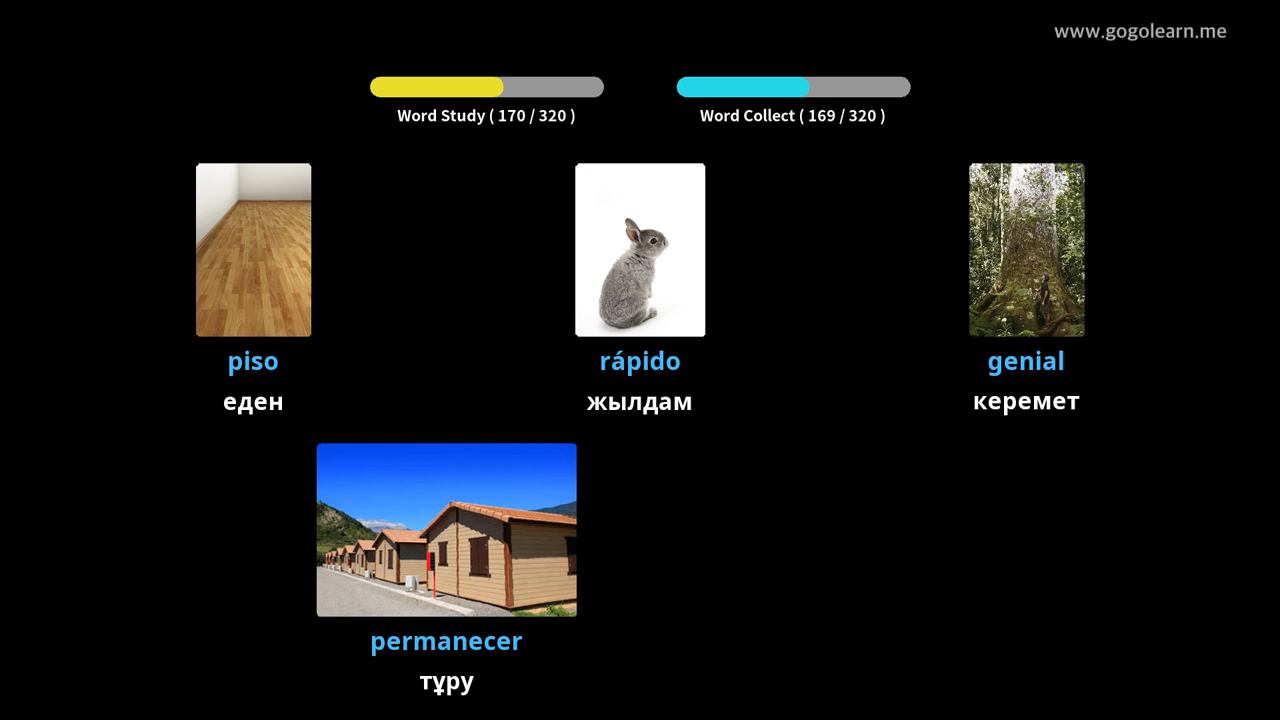 www.gogolearn.me
Word Study ( 170 / 320 )
Word Collect ( 169 / 320 )
piso
еден
rápido
жылдам
genial
керемет
permanecer
тұру